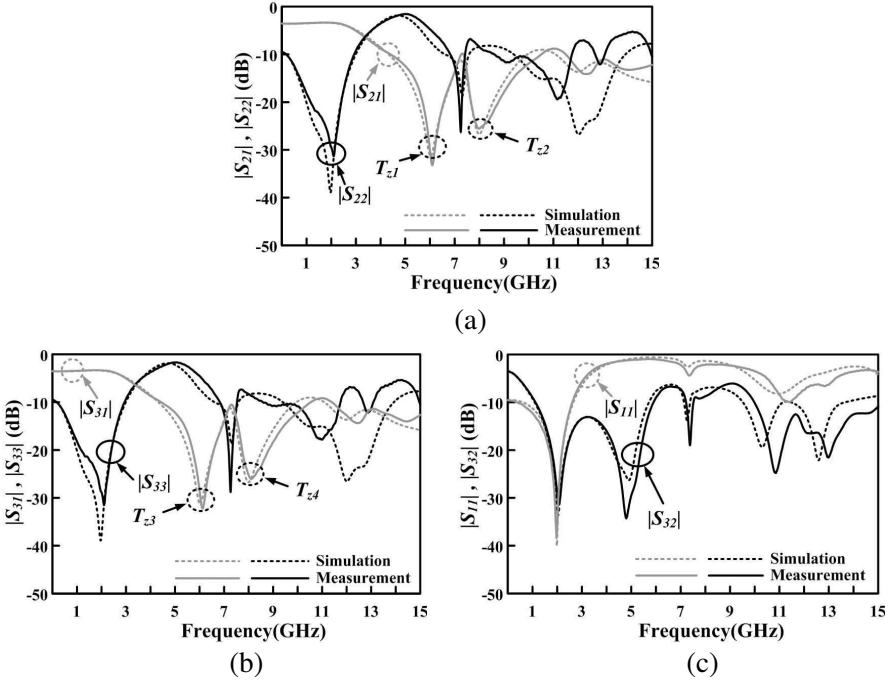 0
-10
-20
-30
-40
-50
|S21| , |S22| (dB)
|S21|
Tz1
Tz2
|S22|
Simulation
Measurement
1 3 5 7 9 11 13 15
Frequency(GHz)
(a)
0
-10
-20
-30
-40
-50
|S31| , |S33| (dB)
|S31|
|S33|
Tz3
Tz4
Simulation
Measurement
1 3 5 7 9 11 13 15
Frequency(GHz)
(b)
0
-10
-20
-30
-40
-50
|S11| , |S32| (dB)
|S11|
|S32|
Simulation
Measurement
1 3 5 7 9 11 13 15
Frequency(GHz)
(c)